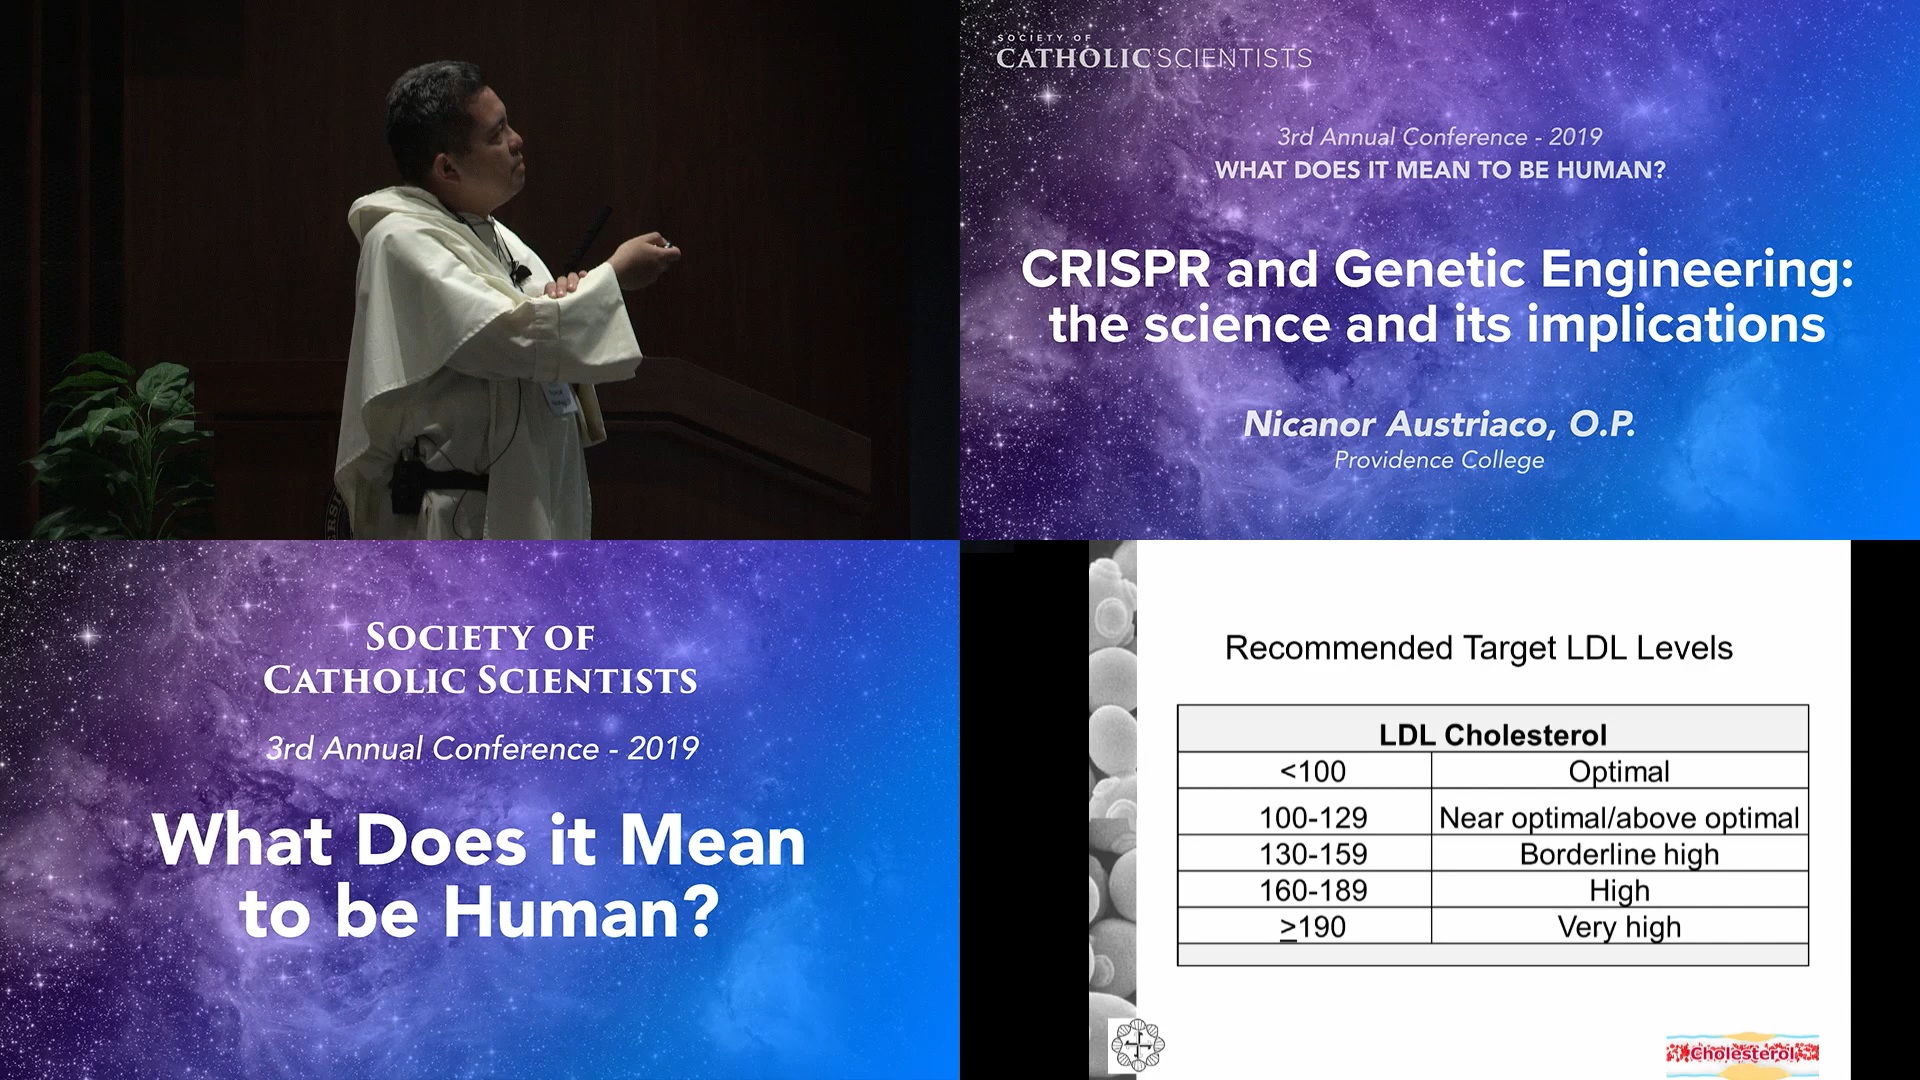 SOCIETY OF
CATHOLIC SCIENTISTS
3rd Annual Conference - 2019
WHAT DOES IT MEAN TO BE HUMAN?
CRISPR and Genetic Engineering:
the science and its implications
Nicanor Austriaco, O.P.
Providence College
SOCIETY OF
CATHOLIC SCIENTISTS
3rd Annual Conference - 2019
What Does it Mean
to be Human?
Recommended Target LDL Levels
LDL Cholesterol
<100 Optimal
100-129 Near optimal/above optimal
130-159 Borderline high
160-189 High
≥190 Very high
Cholesterol